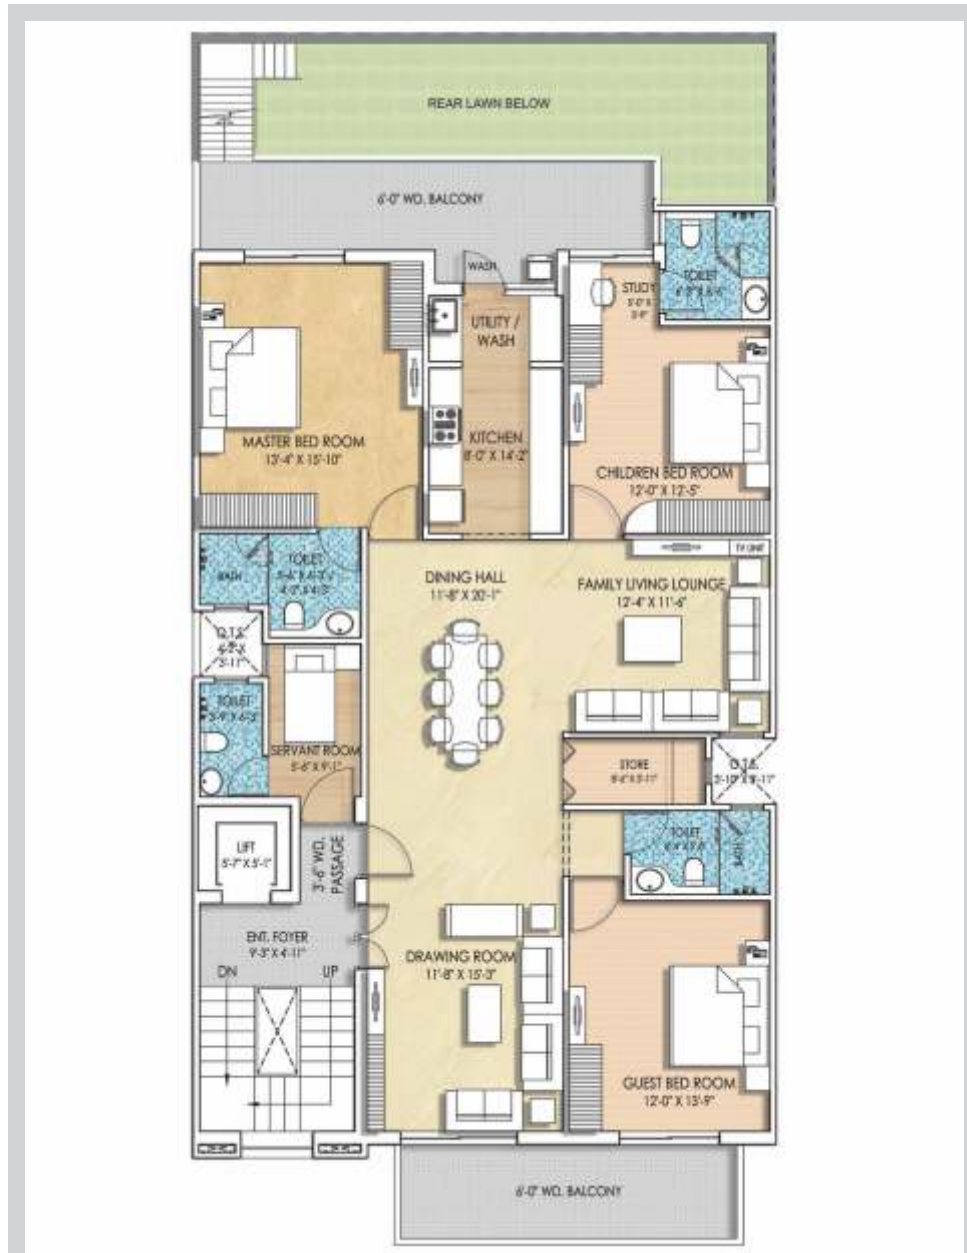 REAR LAWN BELOW
6'-0" WD. BALCONY
WASH
TOILET
STUDY
UTILITY /
WASH
MASTER BED ROOM
13'-4" X 15'-10"
KITCHEN
8'-0" X 14'-2"
CHILDREN BED ROOM
12'-0" X 12'-5"
TV UNIT
TOILET
BATH
DINING HALL
11'-8" X 20'-1"
FAMILY LIVING LOUNGE
12'-4" X 11'-6"
O.T.S.
TOILET
SERVANT ROOM
5'-6" X 9'-1"
STORE
O.T.S.
LIFT
5'-7" X 5'-1"
3'-6" WD.
PASSAGE
TOILET
BATH
ENT. FOYER
9'-3" X 4'-11"
DN
UP
DRAWING ROOM
11'-8" X 15'-3"
GUEST BED ROOM
12'-0" X 13'-9"
6'-0" WD. BALCONY